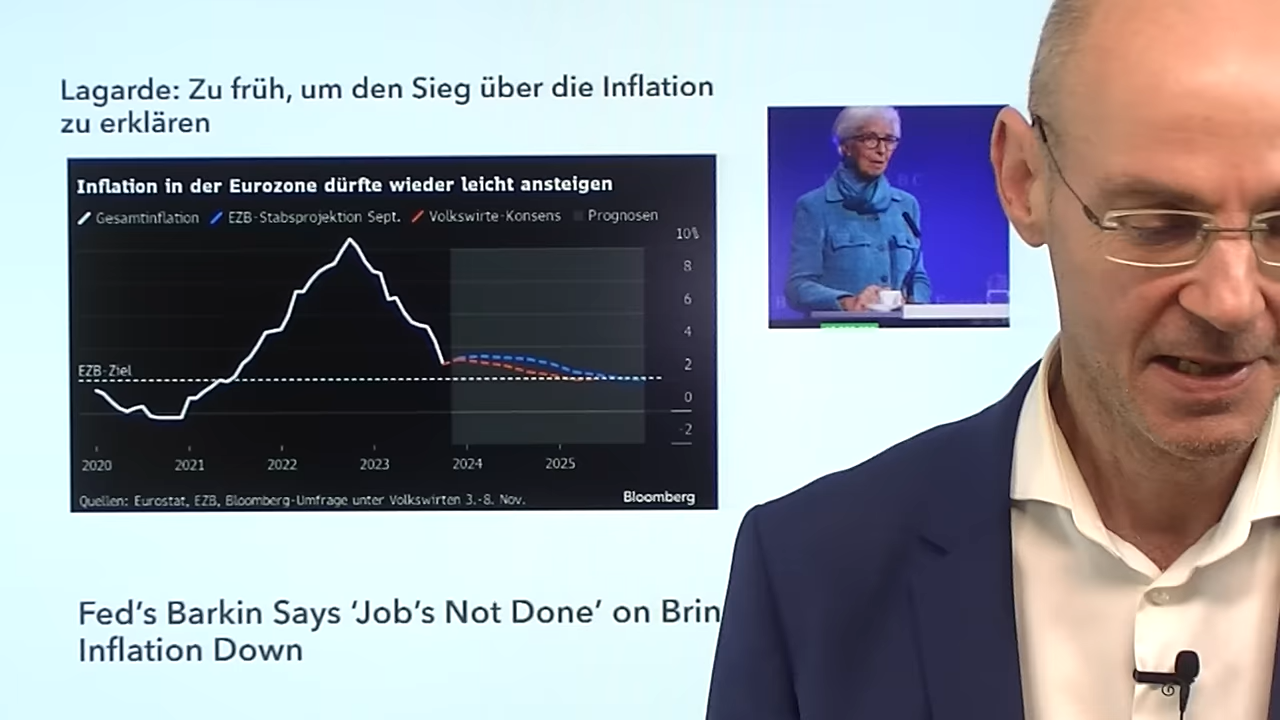 Lagarde: Zu früh, um den Sieg über die Inflation
zu erklären
Inflation in der Eurozone dürfte wieder leicht ansteigen
Gesamtinflation EZB-Stabsprojektion Sept. Volkswirte-Konsens Prognosen
10%
8
6
4
EZB-Ziel
2
0
-2
2020 2021 2022 2023 2024 2025
Quellen: Eurostat, EZB, Bloomberg-Umfrage unter Volkswirten 3.-8. Nov.
Bloomberg
Fed's Barkin Says ‘Job's Not Done’ on Brin
Inflation Down